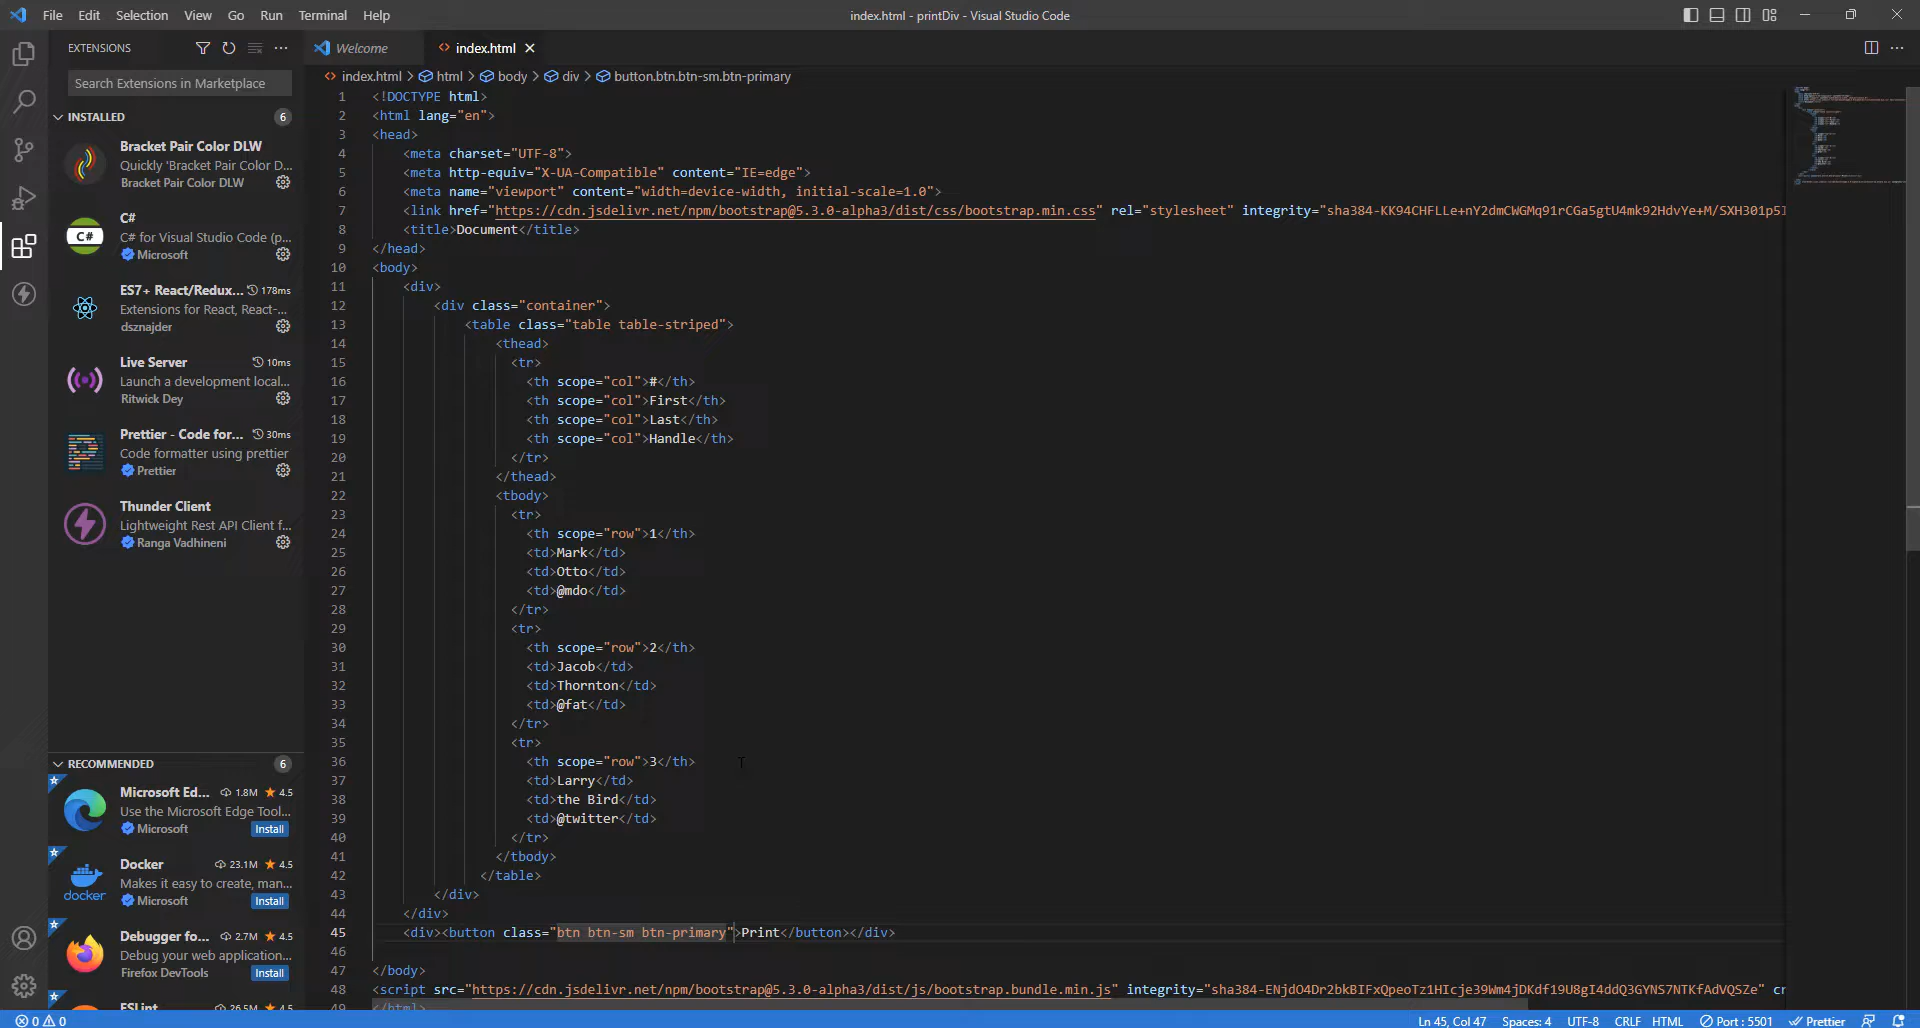 File Edit Selection View Go Run Terminal Help
index.html - printDiv - Visual Studio Code
EXTENSIONS
Welcome
index.html
Search Extensions in Marketplace
index.html > html > body > div > button.btn.btn-sm.btn-primary
INSTALLED 6
Bracket Pair Color DLW
Quickly 'Bracket Pair Color D...
Bracket Pair Color DLW
C#
C# for Visual Studio Code (p...
Microsoft
ES7+ React/Redux... 178ms
Extensions for React, React-...
dsznajder
Live Server 10ms
Launch a development local...
Ritwick Dey
Prettier - Code for... 30ms
Code formatter using prettier
Prettier
Thunder Client
Lightweight Rest API Client f...
Ranga Vadhineni
RECOMMENDED 6
Microsoft Ed... 1.8M 4.5
Use the Microsoft Edge Tool...
Microsoft Install
Docker 23.1M 4.5
Makes it easy to create, man...
Microsoft Install
docker
Debugger fo... 2.7M 4.5
Debug your web application...
Firefox DevTools Install
ESLint 26.5M 4.5
1 <!DOCTYPE html>
2 <html lang="en">
3 <head>
4 <meta charset="UTF-8">
5 <meta http-equiv="X-UA-Compatible" content="IE=edge">
6 <meta name="viewport" content="width=device-width, initial-scale=1.0">
7 <link href="https://cdn.jsdelivr.net/npm/bootstrap@5.3.0-alpha3/dist/css/bootstrap.min.css" rel="stylesheet" integrity="sha384-KK94CHFLLe+nY2dmCWGMq91rCGa5gtU4mk92HdvYe+M/SXH301p5I
8 <title>Document</title>
9 </head>
10 <body>
11 <div>
12 <div class="container">
13 <table class="table table-striped">
14 <thead>
15 <tr>
16 <th scope="col">#</th>
17 <th scope="col">First</th>
18 <th scope="col">Last</th>
19 <th scope="col">Handle</th>
20 </tr>
21 </thead>
22 <tbody>
23 <tr>
24 <th scope="row">1</th>
25 <td>Mark</td>
26 <td>Otto</td>
27 <td>@mdo</td>
28 </tr>
29 <tr>
30 <th scope="row">2</th>
31 <td>Jacob</td>
32 <td>Thornton</td>
33 <td>@fat</td>
34 </tr>
35 <tr>
36 <th scope="row">3</th>
37 <td>Larry</td>
38 <td>the Bird</td>
39 <td>@twitter</td>
40 </tr>
41 </tbody>
42 </table>
43 </div>
44 </div>
45 <div><button class="btn btn-sm btn-primary">Print</button></div>
46
47 </body>
48 <script src="https://cdn.jsdelivr.net/npm/bootstrap@5.3.0-alpha3/dist/js/bootstrap.bundle.min.js" integrity="sha384-ENjdO4Dr2bkBIFxQpeoTz1HIcje39Wm4jDKdf19U8gI4ddQ3GYNS7NTKfAdVQSZe" cr
49 </html>
0 0 Ln 45, Col 47 Spaces: 4 UTF-8 CRLF HTML Port : 5501 Prettier